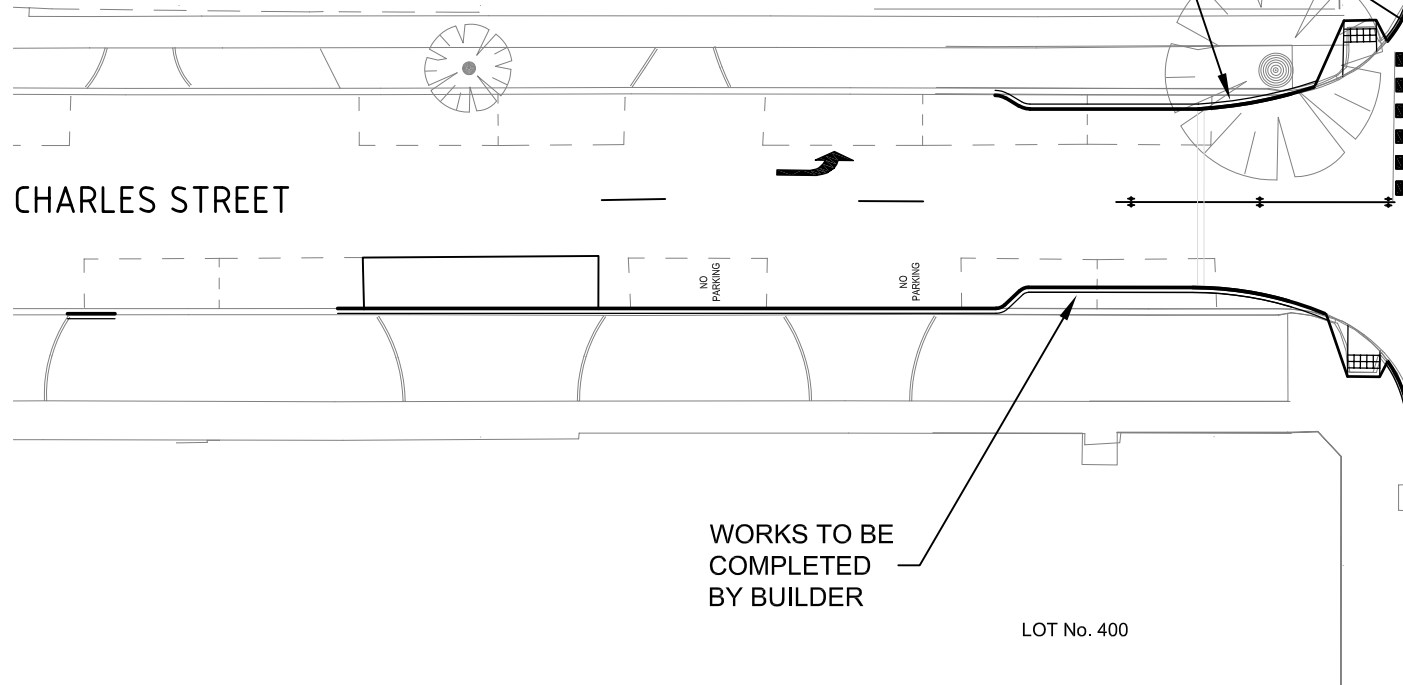 CHARLES STREET
NO
PARKING
NO
PARKING
WORKS TO BE
COMPLETED
BY BUILDER
LOT No. 400